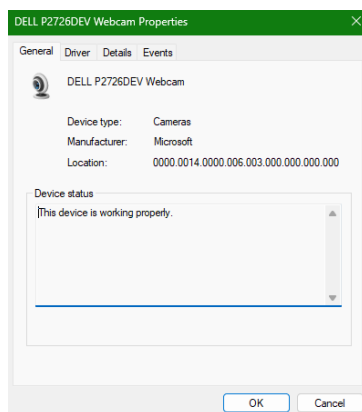 DELL P2726DEV Webcam Properties
General Driver Details Events
DELL P2726DEV Webcam
Device type: Cameras
Manufacturer: Microsoft
Location: 0000.0014.0000.006.003.000.000.000.000
Device status
This device is working properly.
OK Cancel